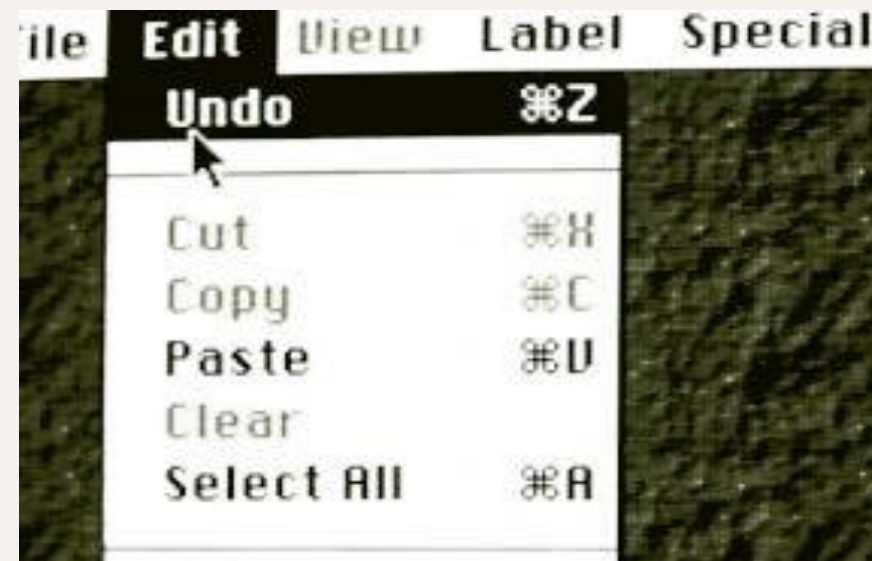 ile Edit View Label Special
Undo ⌘Z
Cut ⌘X
Copy ⌘C
Paste ⌘V
Clear
Select All ⌘A